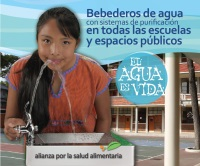 Bebederos de agua
con sistemas de purificación
en todas las escuelas
y espacios públicos
EL
AGUA
ES
VIDA
alianza por la salud alimentaria